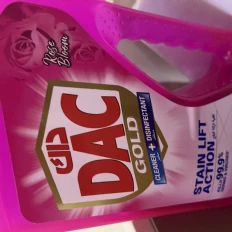 Rose
Bloom
داك
DAC
GOLD
CLEANER + DISINFECTANT
STAIN LIFT
ACTION
99.9%